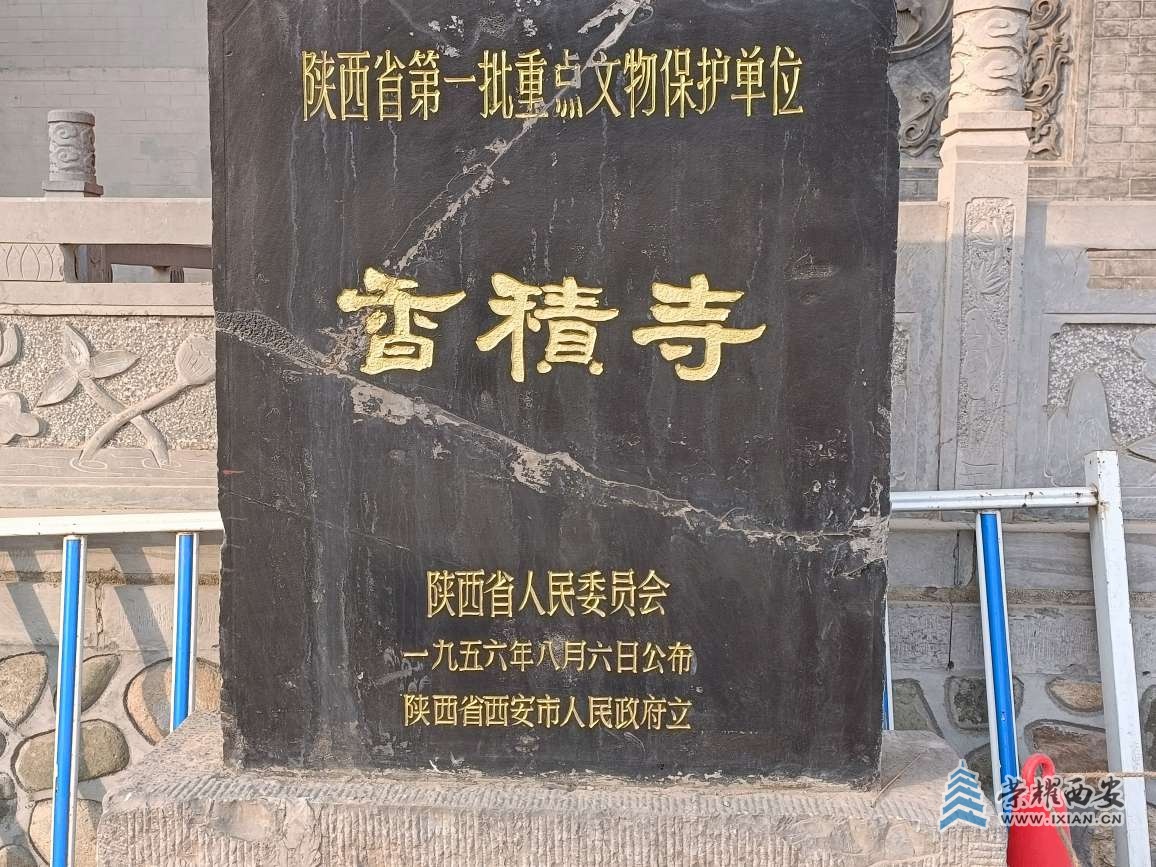 陕西省第一批重点文物保护单位
香積寺
陕西省人民委员会
一九五六年八月六日公布
陕西省西安市人民政府立
荣耀西安
WWW.IXIAN.CN